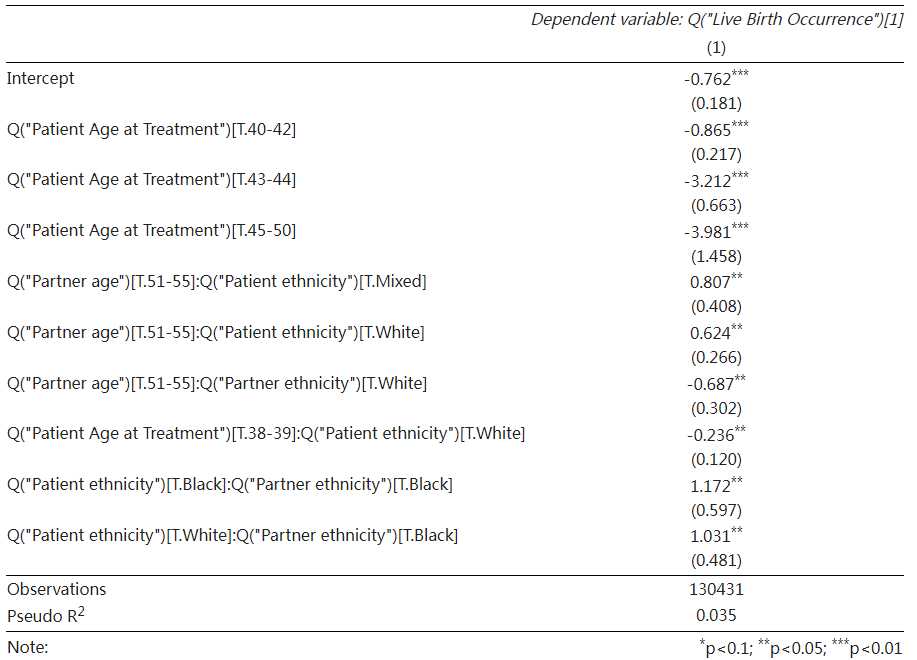 Dependent variable: Q("Live Birth Occurrence")[1]
(1)
Intercept -0.762***
(0.181)
Q("Patient Age at Treatment")[T.40-42] -0.865***
(0.217)
Q("Patient Age at Treatment")[T.43-44] -3.212***
(0.663)
Q("Patient Age at Treatment")[T.45-50] -3.981***
(1.458)
Q("Partner age")[T.51-55]:Q("Patient ethnicity")[T.Mixed] 0.807**
(0.408)
Q("Partner age")[T.51-55]:Q("Patient ethnicity")[T.White] 0.624**
(0.266)
Q("Partner age")[T.51-55]:Q("Partner ethnicity")[T.White] -0.687**
(0.302)
Q("Patient Age at Treatment")[T.38-39]:Q("Patient ethnicity")[T.White] -0.236**
(0.120)
Q("Patient ethnicity")[T.Black]:Q("Partner ethnicity")[T.Black] 1.172**
(0.597)
Q("Patient ethnicity")[T.White]:Q("Partner ethnicity")[T.Black] 1.031**
(0.481)
Observations 130431
Pseudo R2 0.035
Note: *p<0.1; **p<0.05; ***p<0.01